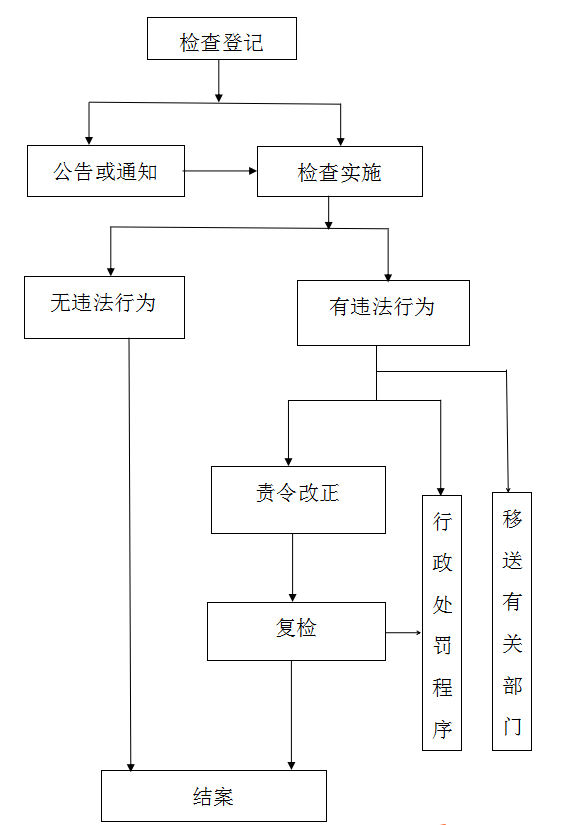 检查登记
公告或通知
检查实施
无违法行为
有违法行为
责令改正
行政处罚程序
移送有关部门
复检
结案